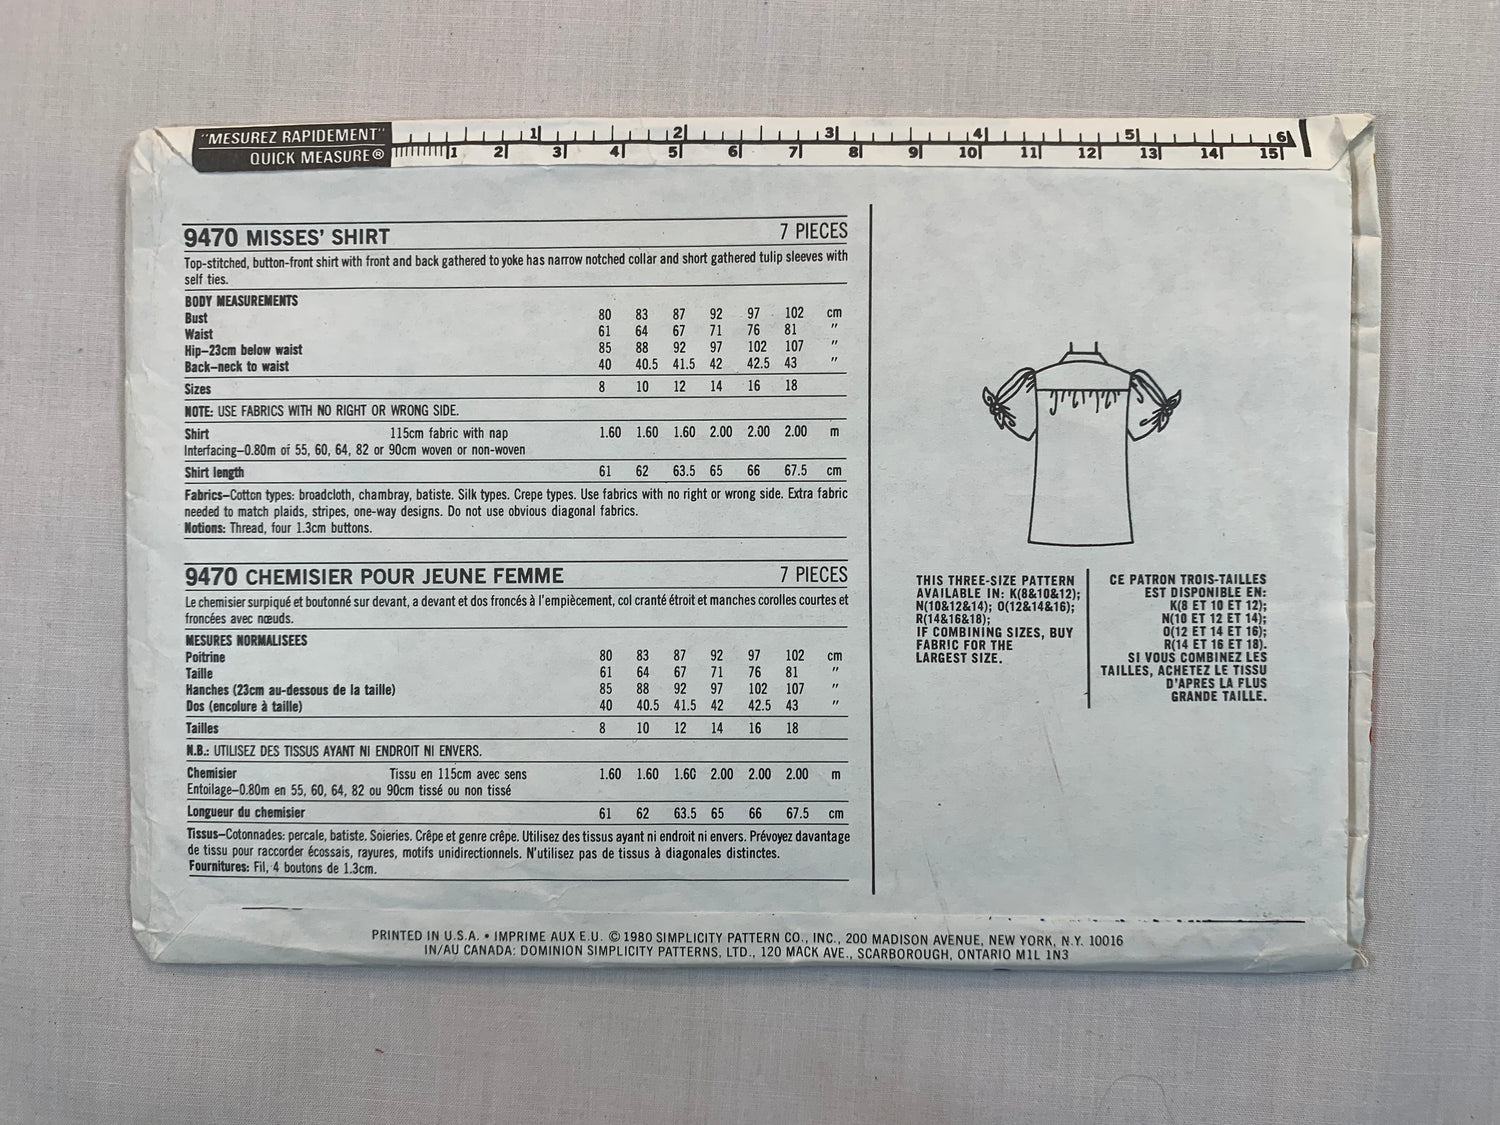 "MESUREZ RAPIDEMENT"
QUICK MEASURE®
1 2 3 4 5 6
1 2 3 4 5 6 7 8 9 10 11 12 13 14 15
9470 MISSES' SHIRT 7 PIECES
Top-stitched, button-front shirt with front and back gathered to yoke has narrow notched collar and short gathered tulip sleeves with
self ties.
BODY MEASUREMENTS
Bust 80 83 87 92 97 102 cm
Waist 61 64 67 71 76 81 "
Hip–23cm below waist 85 88 92 97 102 107 "
Back–neck to waist 40 40.5 41.5 42 42.5 43 "
Sizes 8 10 12 14 16 18
NOTE: USE FABRICS WITH NO RIGHT OR WRONG SIDE.
Shirt 115cm fabric with nap 1.60 1.60 1.60 2.00 2.00 2.00 m
Interfacing–0.80m of 55, 60, 64, 82 or 90cm woven or non-woven
Shirt length 61 62 63.5 65 66 67.5 cm
Fabrics–Cotton types: broadcloth, chambray, batiste. Silk types. Crepe types. Use fabrics with no right or wrong side. Extra fabric
needed to match plaids, stripes, one-way designs. Do not use obvious diagonal fabrics.
Notions: Thread, four 1.3cm buttons.
9470 CHEMISIER POUR JEUNE FEMME 7 PIECES
Le chemisier surpiqué et boutonné sur devant, a devant et dos froncés à l'empiècement, col cranté étroit et manches corolles courtes et
froncées avec nœuds.
MESURES NORMALISEES
Poitrine 80 83 87 92 97 102 cm
Taille 61 64 67 71 76 81 "
Hanches (23cm au-dessous de la taille) 85 88 92 97 102 107 "
Dos (encolure à taille) 40 40.5 41.5 42 42.5 43 "
Tailles 8 10 12 14 16 18
N.B.: UTILISEZ DES TISSUS AYANT NI ENDROIT NI ENVERS.
Chemisier Tissu en 115cm avec sens 1.60 1.60 1.60 2.00 2.00 2.00 m
Entoilage–0.80m en 55, 60, 64, 82 ou 90cm tissé ou non tissé
Longueur du chemisier 61 62 63.5 65 66 67.5 cm
Tissus–Cotonnades: percale, batiste. Soieries. Crêpe et genre crêpe. Utilisez des tissus ayant ni endroit ni envers. Prévoyez davantage
de tissu pour raccorder écossais, rayures, motifs unidirectionnels. N'utilisez pas de tissus à diagonales distinctes.
Fournitures: Fil, 4 boutons de 1.3cm.
THIS THREE-SIZE PATTERN
AVAILABLE IN: K(8&10&12);
N(10&12&14); O(12&14&16);
R(14&16&18);
IF COMBINING SIZES, BUY
FABRIC FOR THE
LARGEST SIZE.
CE PATRON TROIS-TAILLES
EST DISPONIBLE EN:
K(8 ET 10 ET 12);
N(10 ET 12 ET 14);
O(12 ET 14 ET 16);
R(14 ET 16 ET 18).
SI VOUS COMBINEZ LES
TAILLES, ACHETEZ LE TISSU
D'APRES LA PLUS
GRANDE TAILLE.
PRINTED IN U.S.A. • IMPRIME AUX E.U. © 1980 SIMPLICITY PATTERN CO., INC., 200 MADISON AVENUE, NEW YORK, N.Y. 10016
IN/AU CANADA: DOMINION SIMPLICITY PATTERNS, LTD., 120 MACK AVE., SCARBOROUGH, ONTARIO M1L 1N3